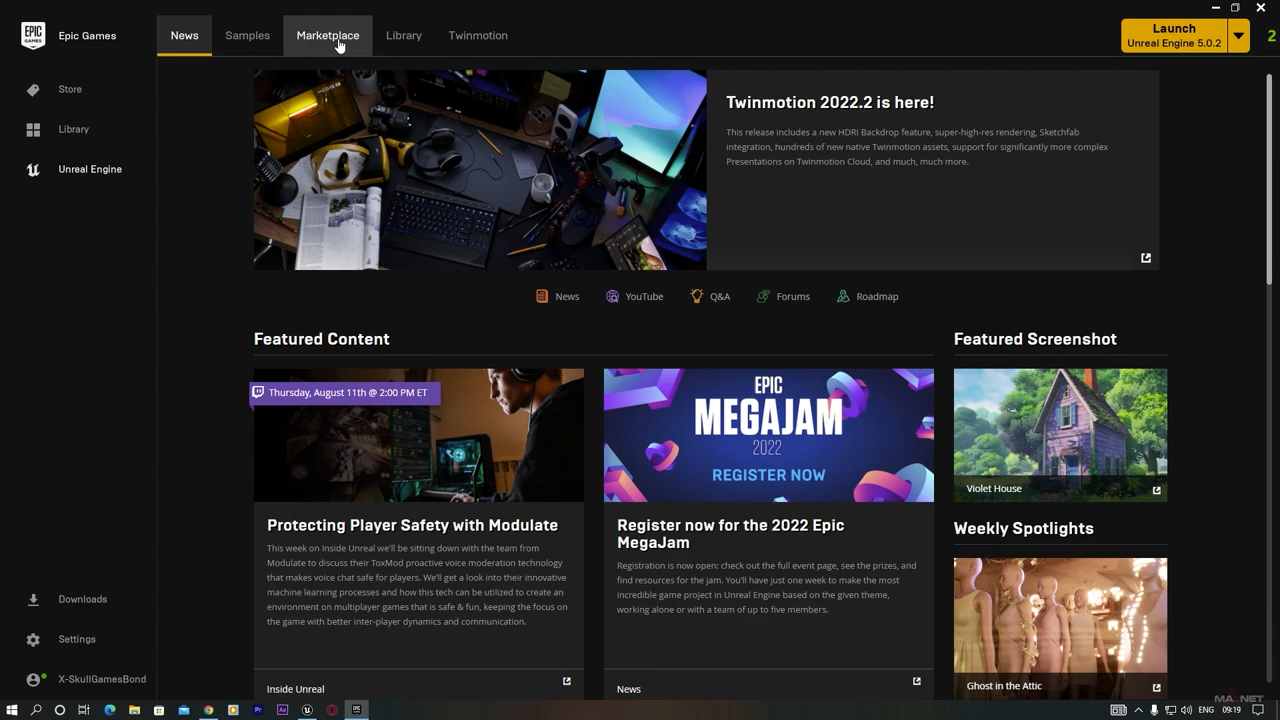 EPIC
GAMES
Epic Games
News
Samples
Marketplace
Library
Twinmotion
Launch
Unreal Engine 5.0.2
2
Store
Library
Unreal Engine
Twinmotion 2022.2 is here!
This release includes a new HDRI Backdrop feature, super-high-res rendering, Sketchfab
integration, hundreds of new native Twinmotion assets, support for significantly more complex
Presentations on Twinmotion Cloud, and much, much more.
News
YouTube
Q&A
Forums
Roadmap
Featured Content
Thursday, August 11th @ 2:00 PM ET
Protecting Player Safety with Modulate
This week on Inside Unreal we'll be sitting down with the team from
Modulate to discuss their ToxMod proactive voice moderation technology
that makes voice chat safe for players. We'll get a look into their innovative
machine learning processes and how this tech can be utilized to create an
environment on multiplayer games that is safe & fun, keeping the focus on
the game with better inter-player dynamics and communication.
Inside Unreal
EPIC
MEGAJAM
2022
REGISTER NOW
Register now for the 2022 Epic
MegaJam
Registration is now open: check out the full event page, see the prizes, and
find resources for the jam. You'll have just one week to make the most
incredible game project in Unreal Engine based on the given theme,
working alone or with a team of up to five members.
News
Featured Screenshot
Violet House
Weekly Spotlights
Ghost in the Attic
Downloads
Settings
X-SkullGamesBond
ENG
09:19